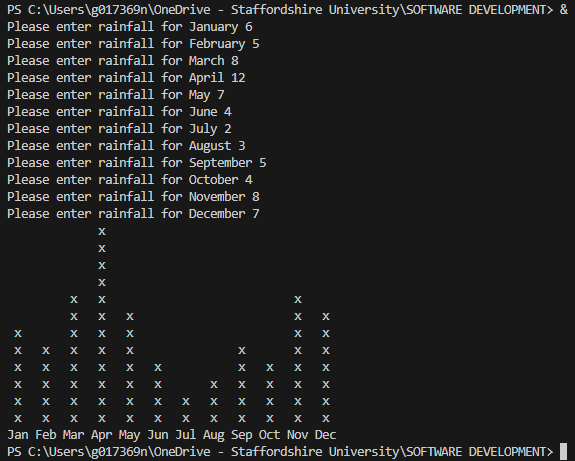 PS C:\Users\g017369n\OneDrive - Staffordshire University\SOFTWARE DEVELOPMENT> &
Please enter rainfall for January 6
Please enter rainfall for February 5
Please enter rainfall for March 8
Please enter rainfall for April 12
Please enter rainfall for May 7
Please enter rainfall for June 4
Please enter rainfall for July 2
Please enter rainfall for August 3
Please enter rainfall for September 5
Please enter rainfall for October 4
Please enter rainfall for November 8
Please enter rainfall for December 7
             x
             x
             x
             x
         x   x                           x
         x   x   x                       x   x
 x       x   x   x                       x   x
 x   x   x   x   x               x       x   x
 x   x   x   x   x   x           x   x   x   x
 x   x   x   x   x   x       x   x   x   x   x
 x   x   x   x   x   x   x   x   x   x   x   x
 x   x   x   x   x   x   x   x   x   x   x   x
Jan Feb Mar Apr May Jun Jul Aug Sep Oct Nov Dec
PS C:\Users\g017369n\OneDrive - Staffordshire University\SOFTWARE DEVELOPMENT>